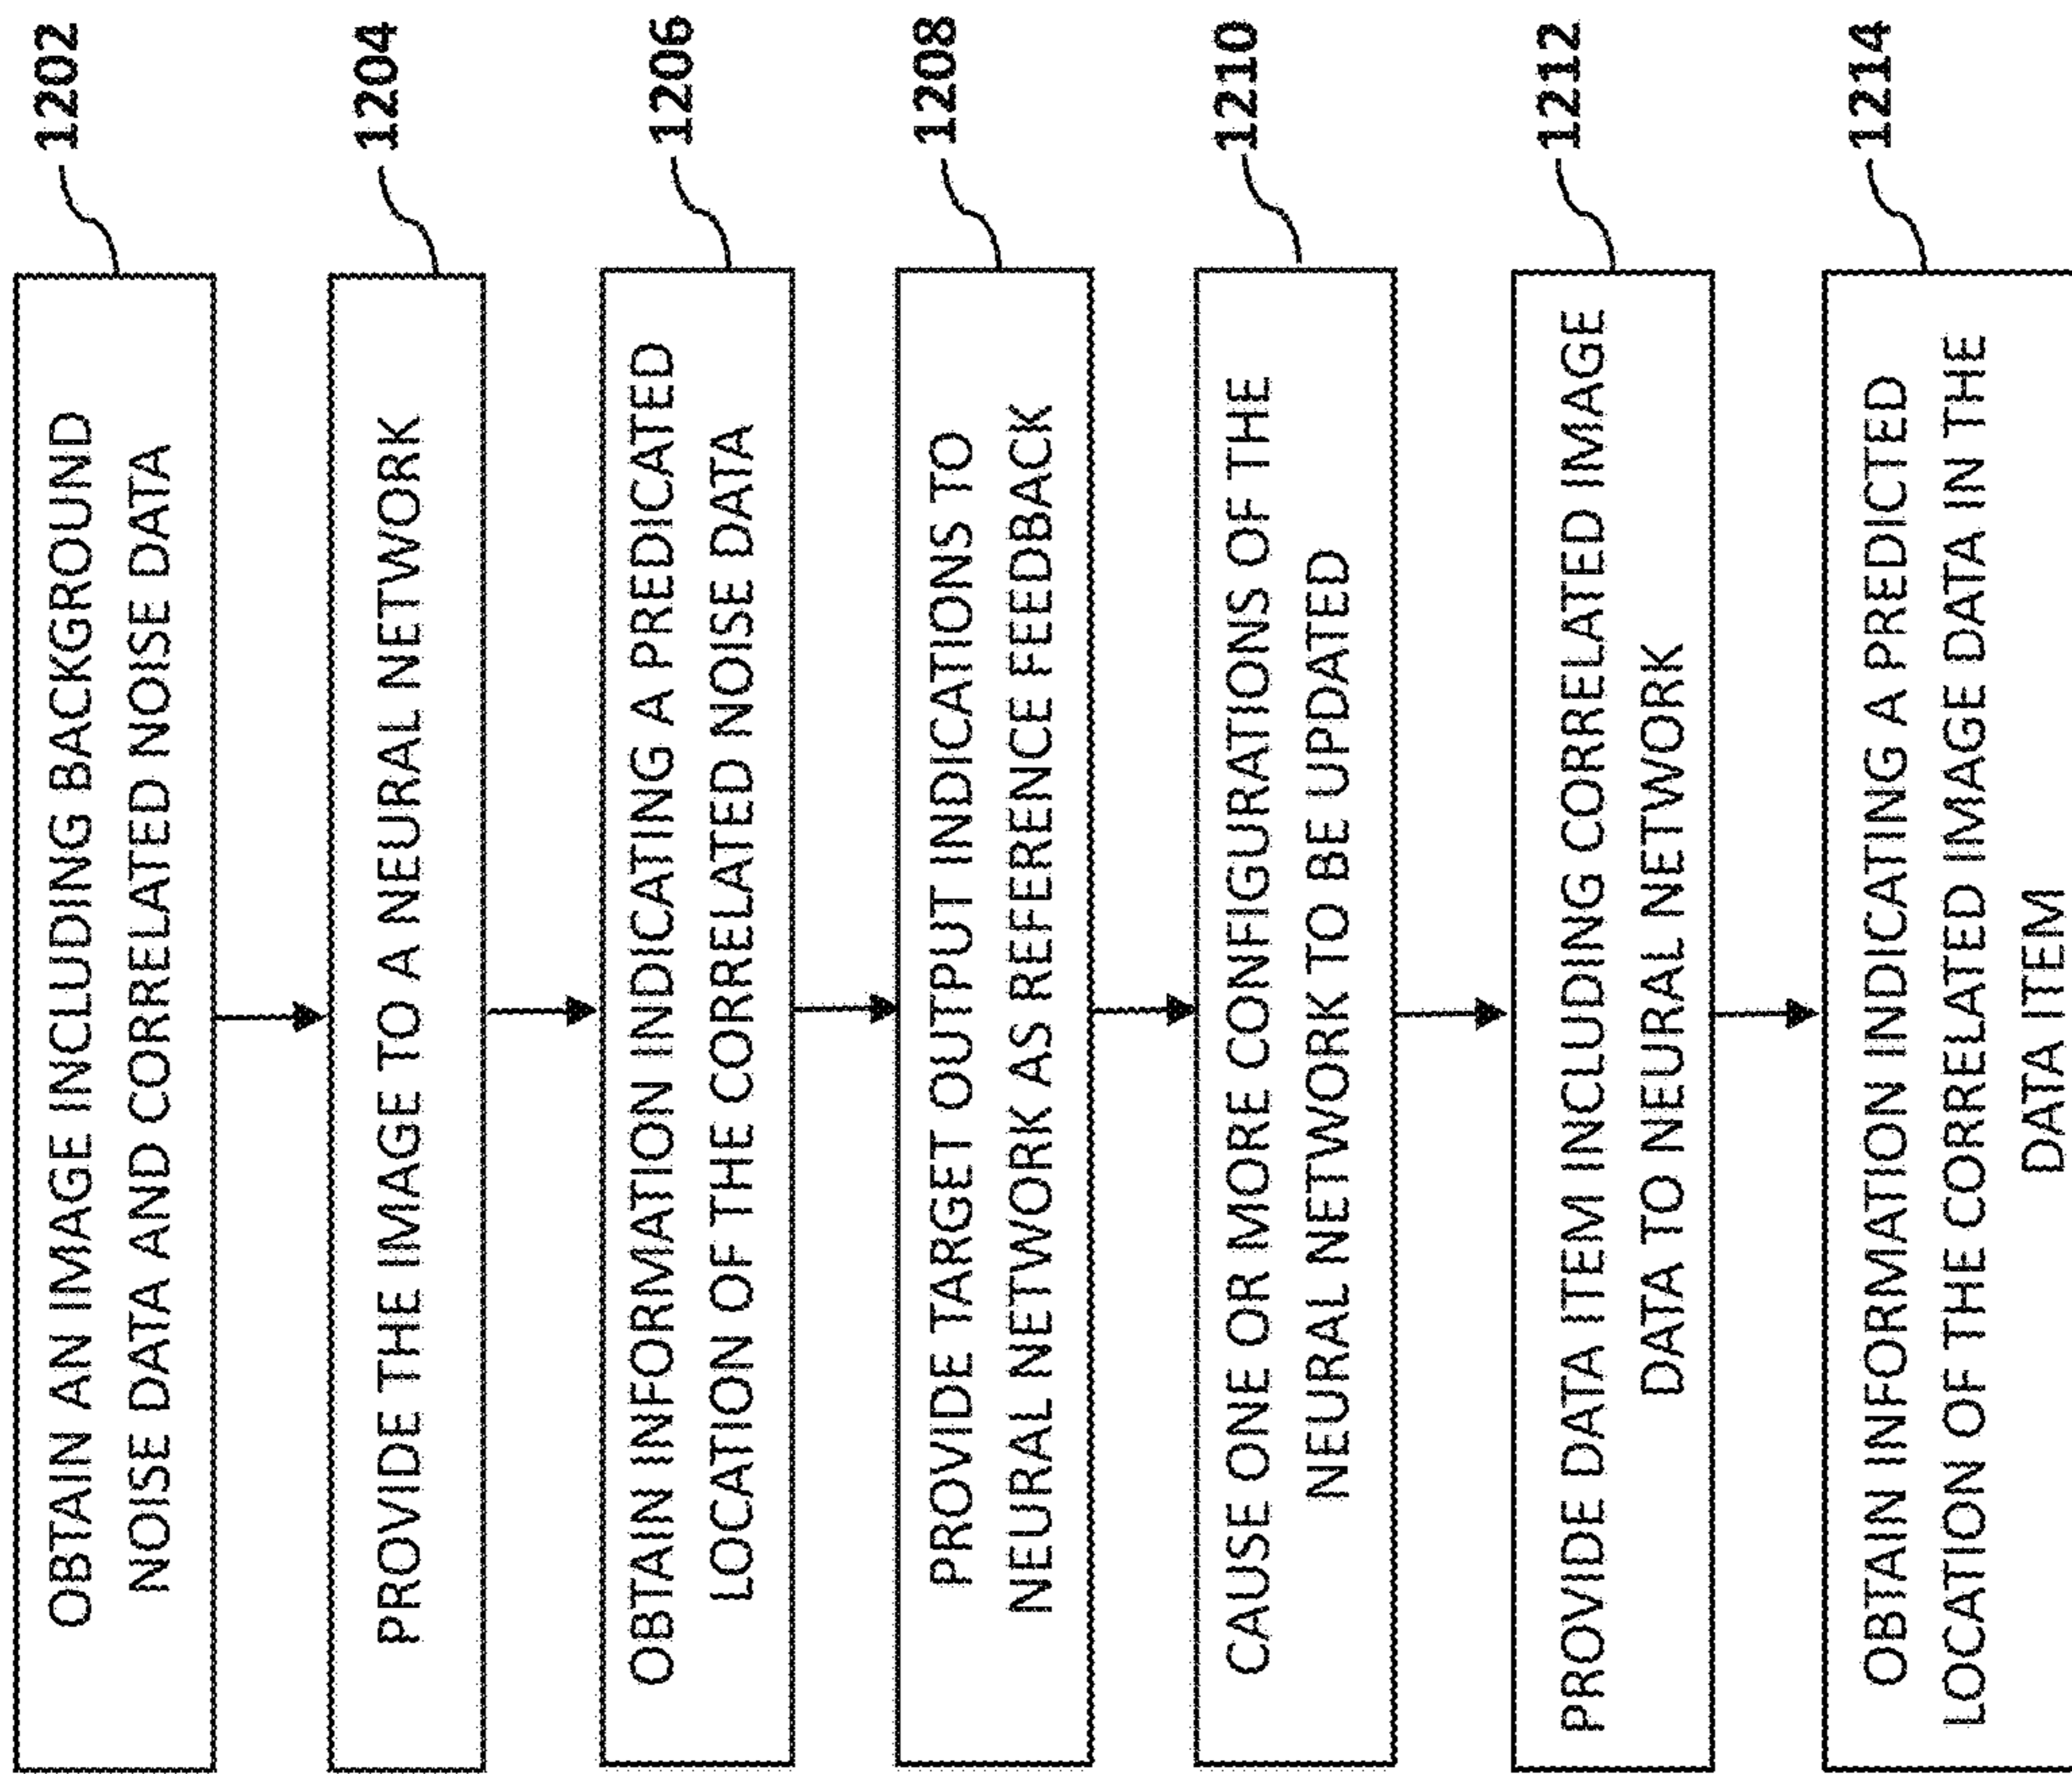 OBTAIN AN IMAGE INCLUDING BACKGROUND
NOISE DATA AND CORRELATED NOISE DATA
1202
PROVIDE THE IMAGE TO A NEURAL NETWORK
1204
OBTAIN INFORMATION INDICATING A PREDICATED
LOCATION OF THE CORRELATED NOISE DATA
1206
PROVIDE TARGET OUTPUT INDICATIONS TO
NEURAL NETWORK AS REFERENCE FEEDBACK
1208
CAUSE ONE OR MORE CONFIGURATIONS OF THE
NEURAL NETWORK TO BE UPDATED
1210
PROVIDE DATA ITEM INCLUDING CORRELATED IMAGE
DATA TO NEURAL NETWORK
1212
OBTAIN INFORMATION INDICATING A PREDICTED
LOCATION OF THE CORRELATED IMAGE DATA IN THE
DATA ITEM
1214